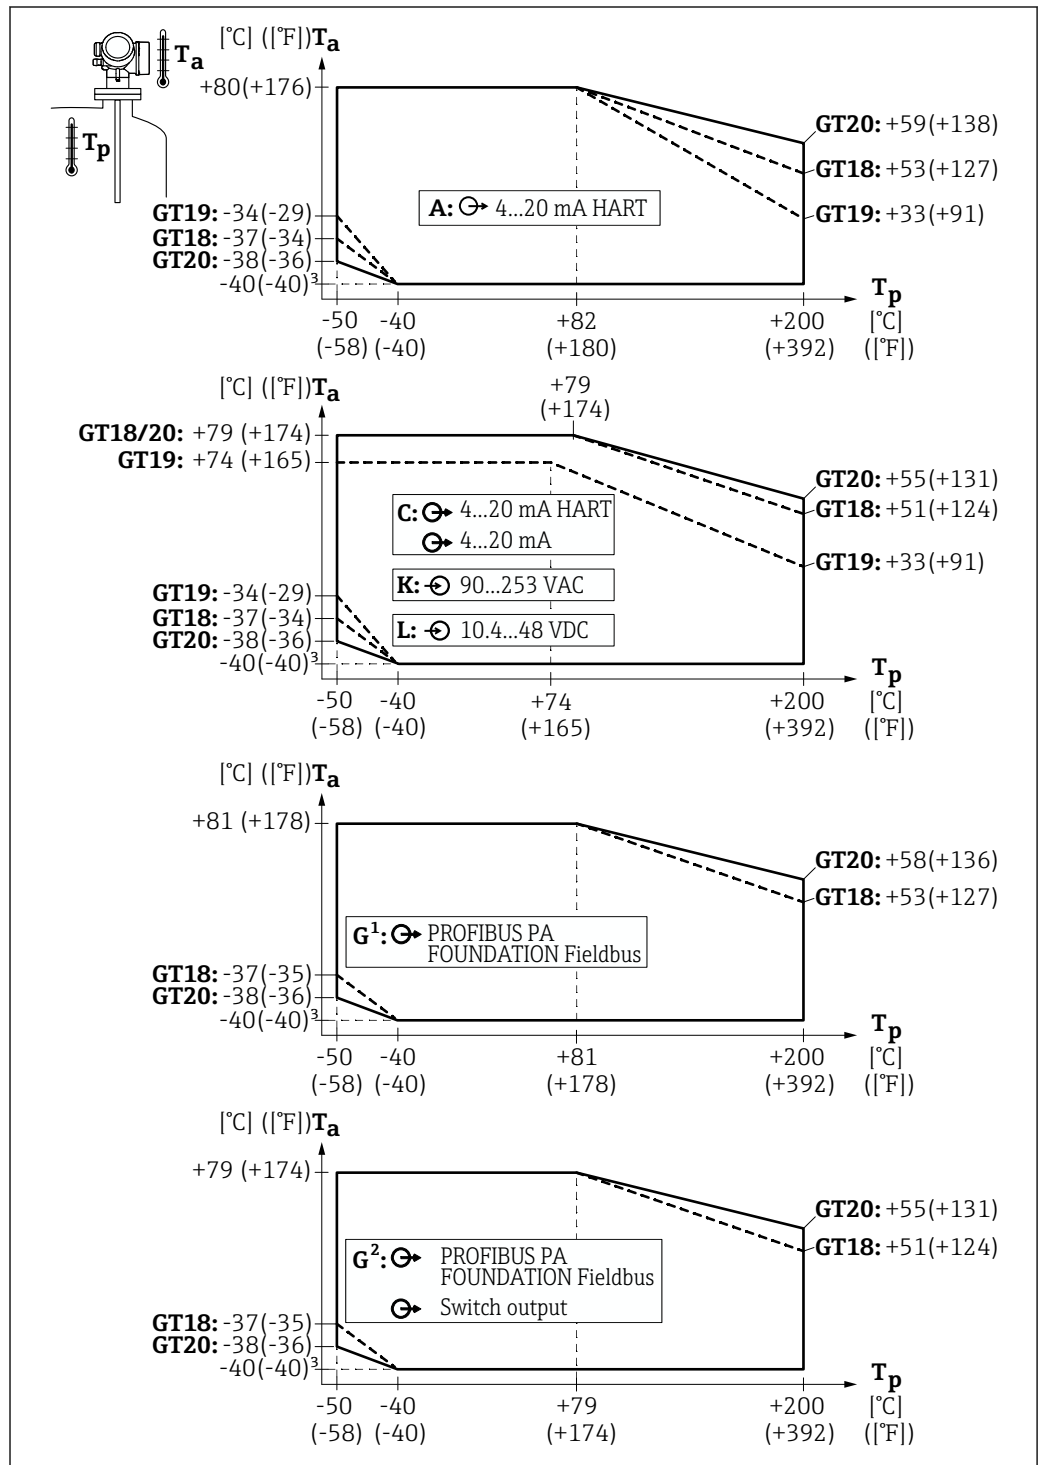 [°C] ([°F])Ta
Ta
+80(+176)
Tp
GT20: +59(+138)
GT18: +53(+127)
A: 4...20 mA HART
GT19: +33(+91)
GT19: -34(-29)
GT18: -37(-34)
GT20: -38(-36)
-40(-40)³
Tp
-50 -40 +82 +200 [°C]
(-58) (-40) (+180) (+392) ([°F])
[°C] ([°F])Ta
+79
(+174)
GT18/20: +79 (+174)
GT19: +74 (+165)
GT20: +55(+131)
GT18: +51(+124)
C: 4...20 mA HART
4...20 mA
GT19: +33(+91)
K: 90...253 VAC
GT19: -34(-29)
GT18: -37(-34)
L: 10.4...48 VDC
GT20: -38(-36)
-40(-40)³
Tp
-50 -40 +74 +200 [°C]
(-58) (-40) (+165) (+392) ([°F])
[°C] ([°F])Ta
+81 (+178)
GT20: +58(+136)
GT18: +53(+127)
G¹: PROFIBUS PA
FOUNDATION Fieldbus
GT18: -37(-35)
GT20: -38(-36)
-40(-40)³
Tp
-50 -40 +81 +200 [°C]
(-58) (-40) (+178) (+392) ([°F])
[°C] ([°F])Ta
+79 (+174)
GT20: +55(+131)
GT18: +51(+124)
G²: PROFIBUS PA
FOUNDATION Fieldbus
Switch output
GT18: -37(-35)
GT20: -38(-36)
-40(-40)³
Tp
-50 -40 +79 +200 [°C]
(-58) (-40) (+174) (+392) ([°F])